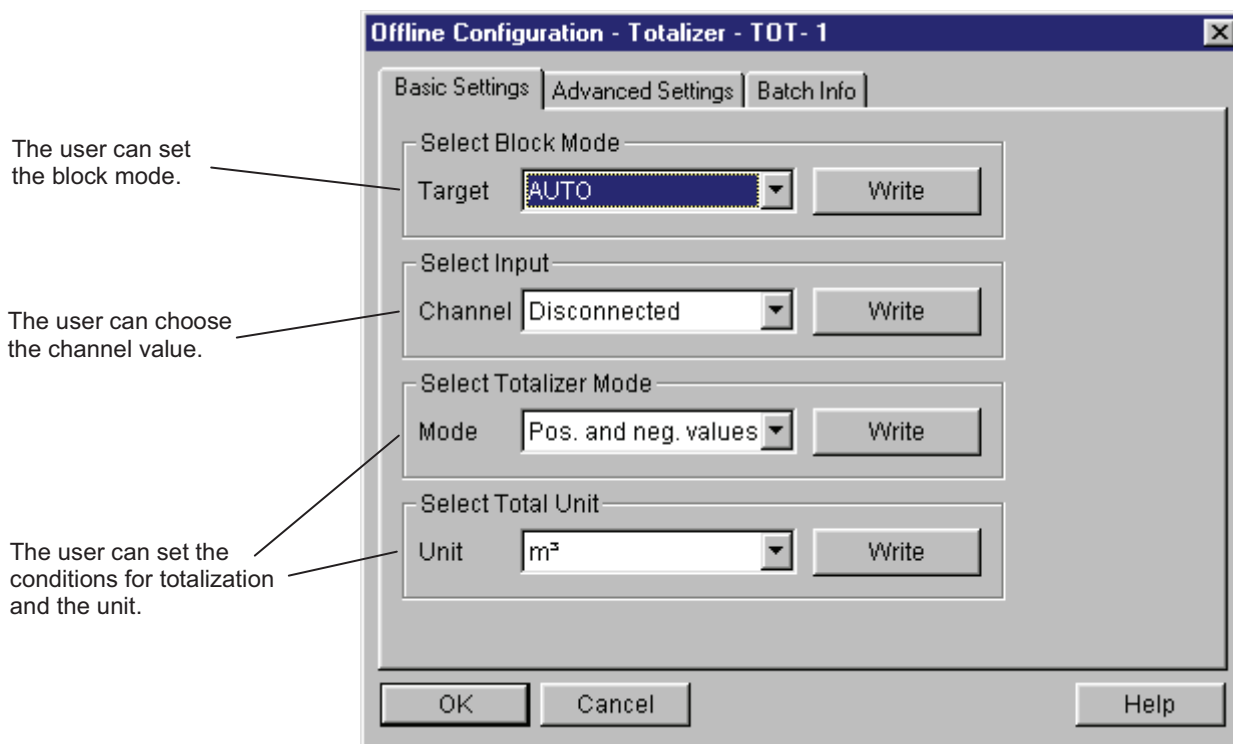 Offline Configuration - Totalizer - TOT- 1
Basic Settings
Advanced Settings
Batch Info
The user can set
the block mode.
Select Block Mode
Target AUTO Write
Select Input
Channel Disconnected Write
The user can choose
the channel value.
Select Totalizer Mode
Mode Pos. and neg. values Write
Select Total Unit
Unit m³ Write
The user can set the
conditions for totalization
and the unit.
OK
Cancel
Help